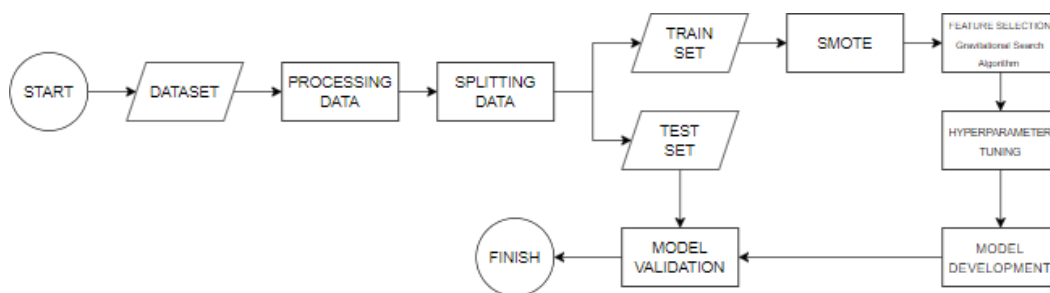 START
DATASET
PROCESSING
DATA
SPLITTING
DATA
TRAIN
SET
SMOTE
FEATURE SELECTION
Gravitational Search
Algorithm
TEST
SET
HYPERPARAMETER
TUNING
FINISH
MODEL
VALIDATION
MODEL
DEVELOPMENT